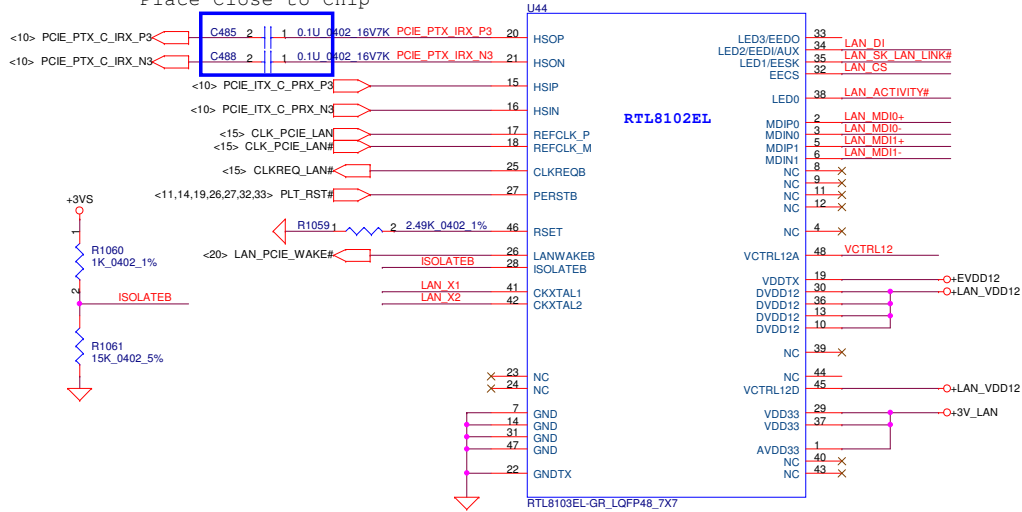 Place Close to Chip
U44
<10> PCIE_PTX_C_IRX_P3 C485 2 1 0.1U_0402_16V7K PCIE_PTX_IRX_P3 20 HSOP
<10> PCIE_PTX_C_IRX_N3 C488 2 1 0.1U_0402_16V7K PCIE_PTX_IRX_N3 21 HSON
<10> PCIE_ITX_C_PRX_P3 15 HSIP
<10> PCIE_ITX_C_PRX_N3 16 HSIN
<15> CLK_PCIE_LAN 17 REFCLK_P
<15> CLK_PCIE_LAN# 18 REFCLK_M
<15> CLKREQ_LAN# 25 CLKREQB
<11,14,19,26,27,32,33> PLT_RST# 27 PERSTB
R1059 1 2 2.49K_0402_1% 46 RSET
<20> LAN_PCIE_WAKE# 26 LANWAKEB
ISOLATEB 28 ISOLATEB
LAN_X1 41 CKXTAL1
LAN_X2 42 CKXTAL2
23 NC
24 NC
7 GND
14 GND
31 GND
47 GND
22 GNDTX
RTL8102EL
LED3/EEDO 33
LED2/EEDI/AUX 34 LAN_DI
LED1/EESK 35 LAN_SK_LAN_LINK#
EECS 32 LAN_CS
LED0 38 LAN_ACTIVITY#
MDIP0 2 LAN_MDI0+
MDIN0 3 LAN_MDI0-
MDIP1 5 LAN_MDI1+
MDIN1 6 LAN_MDI1-
NC 8
NC 9
NC 11
NC 12
NC 4
VCTRL12A 48 VCTRL12
VDDTX 19 +EVDD12
DVDD12 30 +LAN_VDD12
DVDD12 36
DVDD12 13
DVDD12 10
NC 39
NC 44
VCTRL12D 45 +LAN_VDD12
VDD33 29 +3V_LAN
VDD33 37
AVDD33 1
NC 40
NC 43
RTL8103EL-GR_LQFP48_7X7
+3VS
1
R1060
1K_0402_1%
2
ISOLATEB
R1061
15K_0402_5%